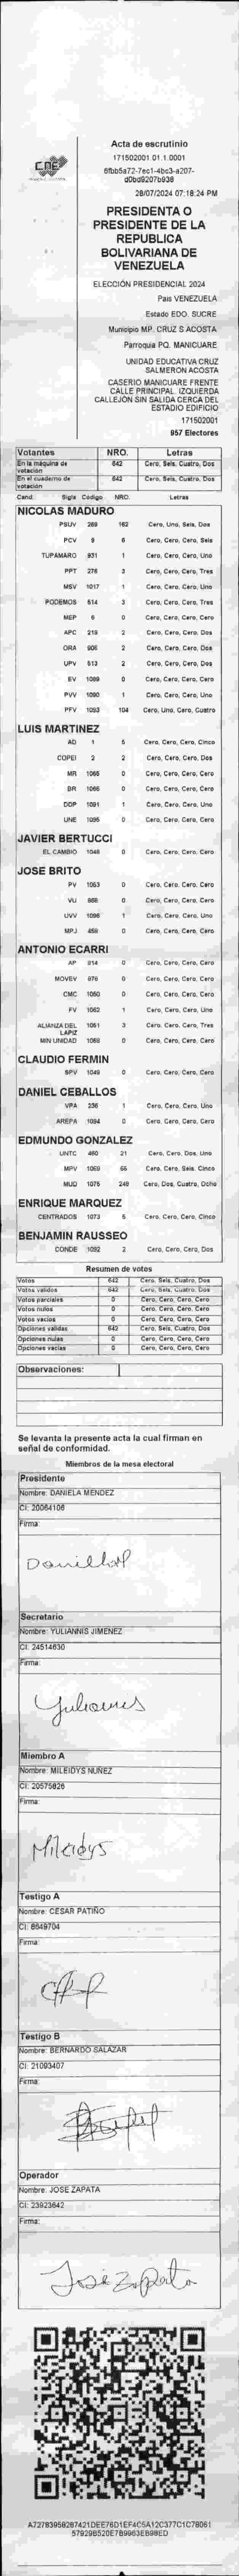 CNE
Acta de escrutinio
171502001.01.1.0001
6fbb5a72-7ec1-4bc3-a207-
d0bd9207b938
28/07/2024 07:18:24 PM
PRESIDENTA O
PRESIDENTE DE LA
REPUBLICA
BOLIVARIANA DE
VENEZUELA
ELECCIÓN PRESIDENCIAL 2024
Pais VENEZUELA
Estado EDO. SUCRE
Municipio MP. CRUZ S ACOSTA
Parroquia PQ. MANICUARE
UNIDAD EDUCATIVA CRUZ
SALMERON ACOSTA
CASERIO MANICUARE FRENTE
CALLE PRINCIPAL. IZQUIERDA
CALLEJÓN SIN SALIDA CERCA DEL
ESTADIO EDIFICIO
171502001
957 Electores
Votantes NRO. Letras
En la máquina de votación 642 Cero, Seis, Cuatro, Dos
En el cuaderno de votación 642 Cero, Seis, Cuatro, Dos
Cand. Sigla Código NRO. Letras
NICOLAS MADURO
PSUV 269 162 Cero, Uno, Seis, Dos
PCV 9 6 Cero, Cero, Cero, Seis
TUPAMARO 931 1 Cero, Cero, Cero, Uno
PPT 276 3 Cero, Cero, Cero, Tres
MSV 1017 1 Cero, Cero, Cero, Uno
PODEMOS 514 3 Cero, Cero, Cero, Tres
MEP 6 0 Cero, Cero, Cero, Cero
APC 219 2 Cero, Cero, Cero, Dos
ORA 906 2 Cero, Cero, Cero, Dos
UPV 513 2 Cero, Cero, Cero, Dos
EV 1089 0 Cero, Cero, Cero, Cero
PVV 1090 1 Cero, Cero, Cero, Uno
PFV 1093 104 Cero, Uno, Cero, Cuatro
LUIS MARTINEZ
AD 1 5 Cero, Cero, Cero, Cinco
COPEI 2 2 Cero, Cero, Cero, Dos
MR 1065 0 Cero, Cero, Cero, Cero
BR 1066 0 Cero, Cero, Cero, Cero
DDP 1091 1 Cero, Cero, Cero, Uno
UNE 1095 0 Cero, Cero, Cero, Cero
JAVIER BERTUCCI
EL CAMBIO 1048 0 Cero, Cero, Cero, Cero
JOSE BRITO
PV 1053 0 Cero, Cero, Cero, Cero
VU 868 0 Cero, Cero, Cero, Cero
UVV 1096 1 Cero, Cero, Cero, Uno
MPJ 459 0 Cero, Cero, Cero, Cero
ANTONIO ECARRI
AP 914 0 Cero, Cero, Cero, Cero
MOVEV 876 0 Cero, Cero, Cero, Cero
CMC 1050 0 Cero, Cero, Cero, Cero
FV 1062 1 Cero, Cero, Cero, Uno
ALIANZA DEL LAPIZ 1051 3 Cero, Cero, Cero, Tres
MIN UNIDAD 1068 0 Cero, Cero, Cero, Cero
CLAUDIO FERMIN
SPV 1049 0 Cero, Cero, Cero, Cero
DANIEL CEBALLOS
VPA 236 1 Cero, Cero, Cero, Uno
AREPA 1094 0 Cero, Cero, Cero, Cero
EDMUNDO GONZALEZ
UNTC 460 21 Cero, Cero, Dos, Uno
MPV 1069 65 Cero, Cero, Seis, Cinco
MUD 1075 248 Cero, Dos, Cuatro, Ocho
ENRIQUE MARQUEZ
CENTRADOS 1073 5 Cero, Cero, Cero, Cinco
BENJAMIN RAUSSEO
CONDE 1092 2 Cero, Cero, Cero, Dos
Resumen de votos
Votos 642 Cero, Seis, Cuatro, Dos
Votos validos 642 Cero, Seis, Cuatro, Dos
Votos parciales 0 Cero, Cero, Cero, Cero
Votos nulos 0 Cero, Cero, Cero, Cero
Votos vacios 0 Cero, Cero, Cero, Cero
Opciones validas 642 Cero, Seis, Cuatro, Dos
Opciones nulas 0 Cero, Cero, Cero, Cero
Opciones vacias 0 Cero, Cero, Cero, Cero
Observaciones:
Se levanta la presente acta la cual firman en
señal de conformidad.
Miembros de la mesa electoral
Presidente
Nombre: DANIELA MENDEZ
CI: 20064106
Firma:
Secretario
Nombre: YULIANNIS JIMENEZ
CI: 24514630
Firma:
Miembro A
Nombre: MILEIDYS NUÑEZ
CI: 20575826
Firma:
Mileidys
Testigo A
Nombre: CESAR PATIÑO
CI: 8649704
Firma:
Testigo B
Nombre: BERNARDO SALAZAR
CI: 21093407
Firma:
Operador
Nombre: JOSE ZAPATA
CI: 23923642
Firma:
Jose Zapata
A72783958287421DEE76D1EF4C5A12C377C1C78061
57929B520E7B9963EB98ED